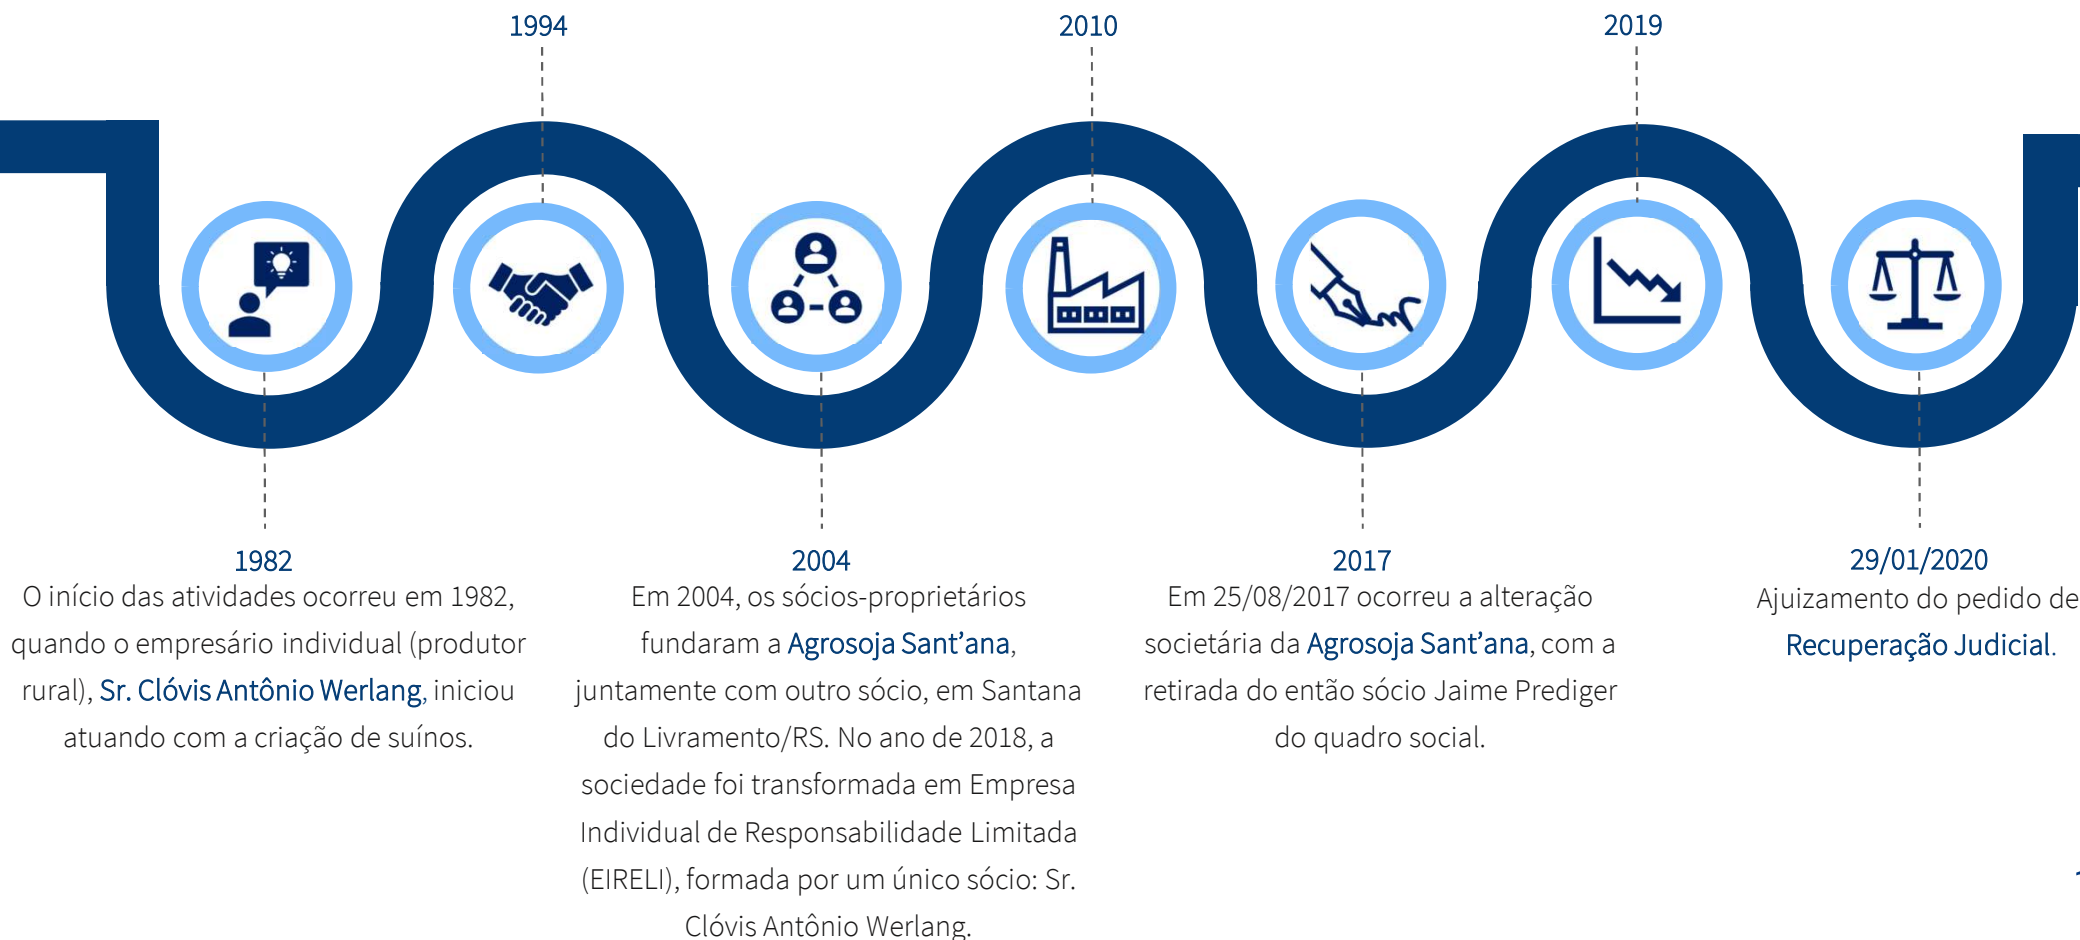 1994
2010
2019
1982
O início das atividades ocorreu em 1982,
quando o empresário individual (produtor
rural), Sr. Clóvis Antônio Werlang, iniciou
atuando com a criação de suínos.
2004
Em 2004, os sócios-proprietários
fundaram a Agrosoja Sant’ana,
juntamente com outro sócio, em Santana
do Livramento/RS. No ano de 2018, a
sociedade foi transformada em Empresa
Individual de Responsabilidade Limitada
(EIRELI), formada por um único sócio: Sr.
Clóvis Antônio Werlang.
2017
Em 25/08/2017 ocorreu a alteração
societária da Agrosoja Sant’ana, com a
retirada do então sócio Jaime Prediger
do quadro social.
29/01/2020
Ajuizamento do pedido de
Recuperação Judicial.